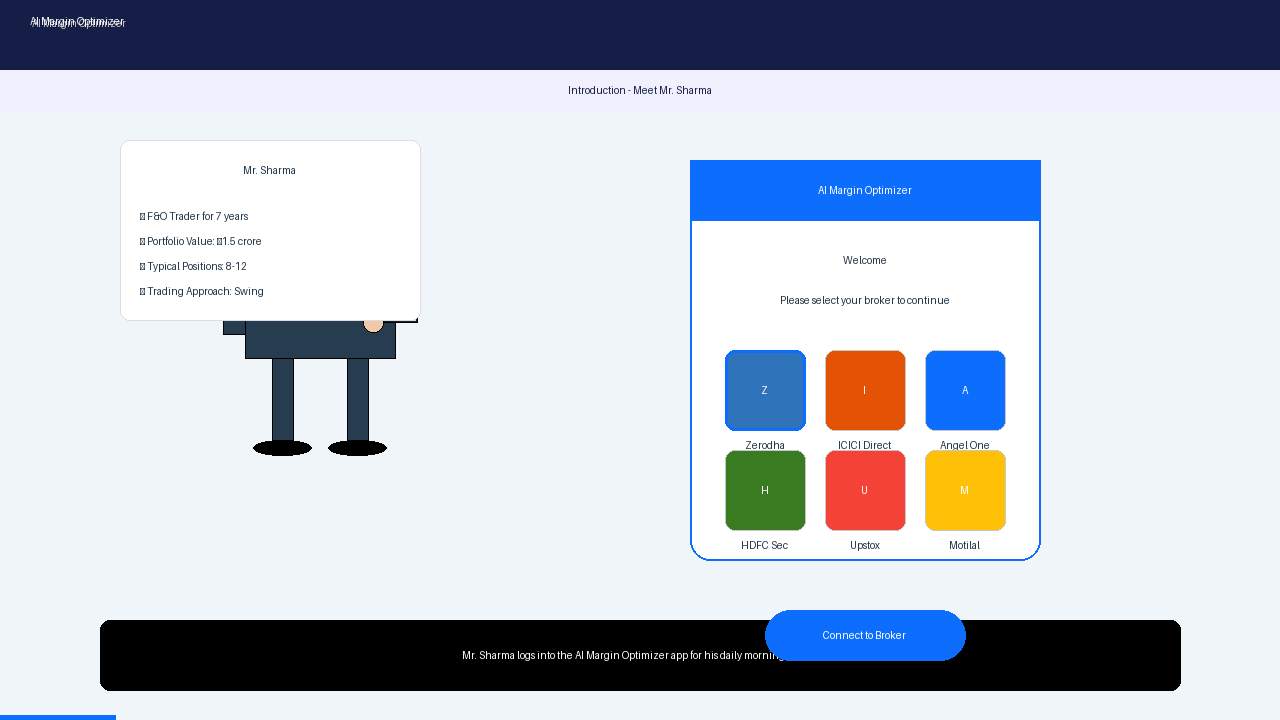 AI Margin Optimizer
Introduction - Meet Mr. Sharma
Mr. Sharma
F&O Trader for 7 years
Portfolio Value: 1.5 crore
Typical Positions: 8-12
Trading Approach: Swing
AI Margin Optimizer
Welcome
Please select your broker to continue
Z
I
A
Zerodha
ICICI Direct
Angel One
H
U
M
HDFC Sec
Upstox
Motilal
Connect to Broker
Mr. Sharma logs into the AI Margin Optimizer app for his daily morning